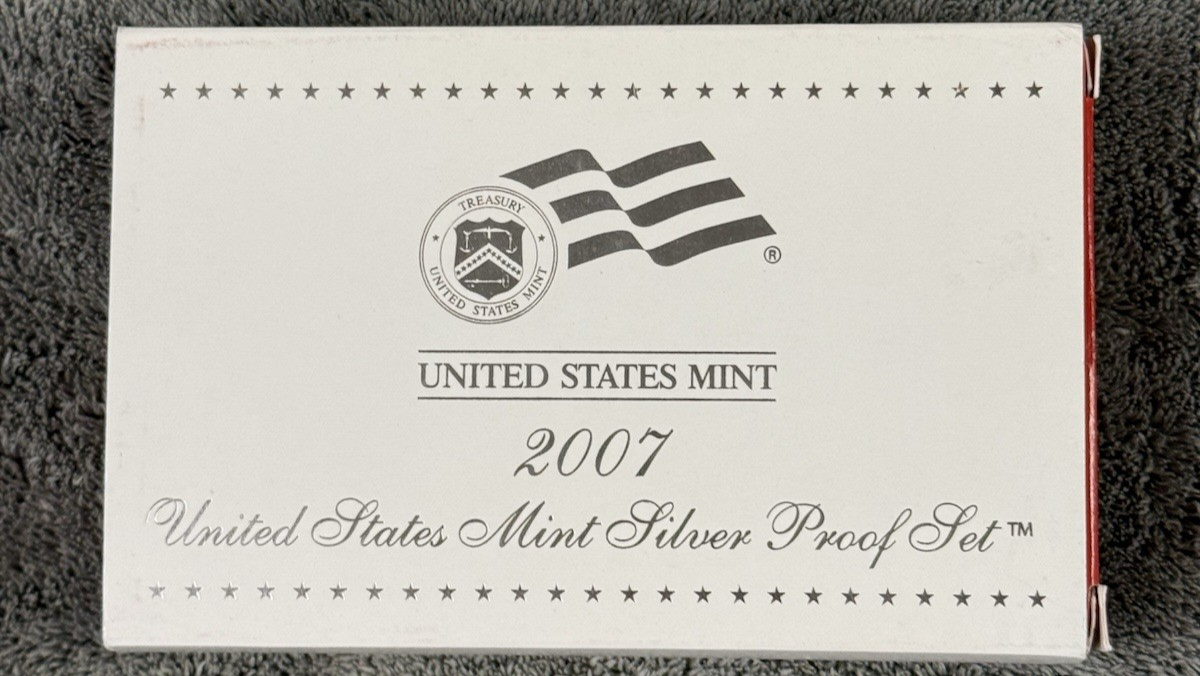 TREASURY
UNITED STATES MINT
®
UNITED STATES MINT
2007
United States Mint Silver Proof Set™